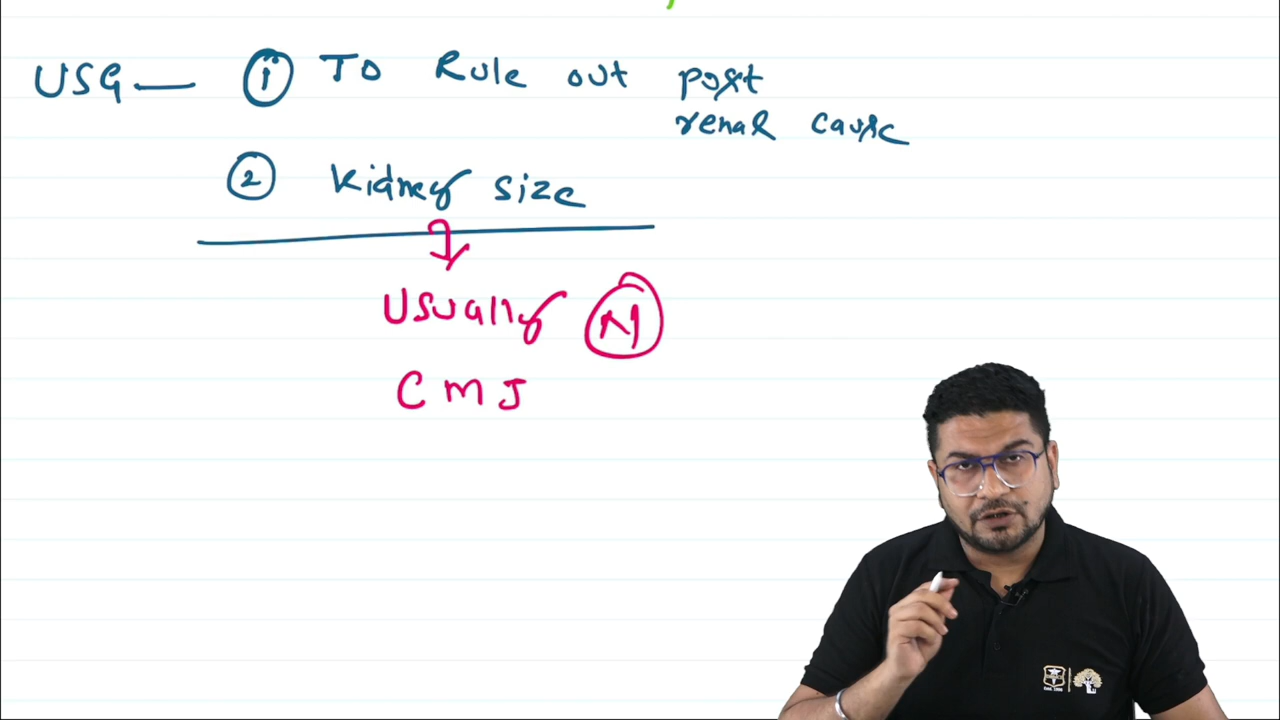 USG — ① To Rule out post
renal cause
② Kidney size
Usually Ⓝ
CMJ